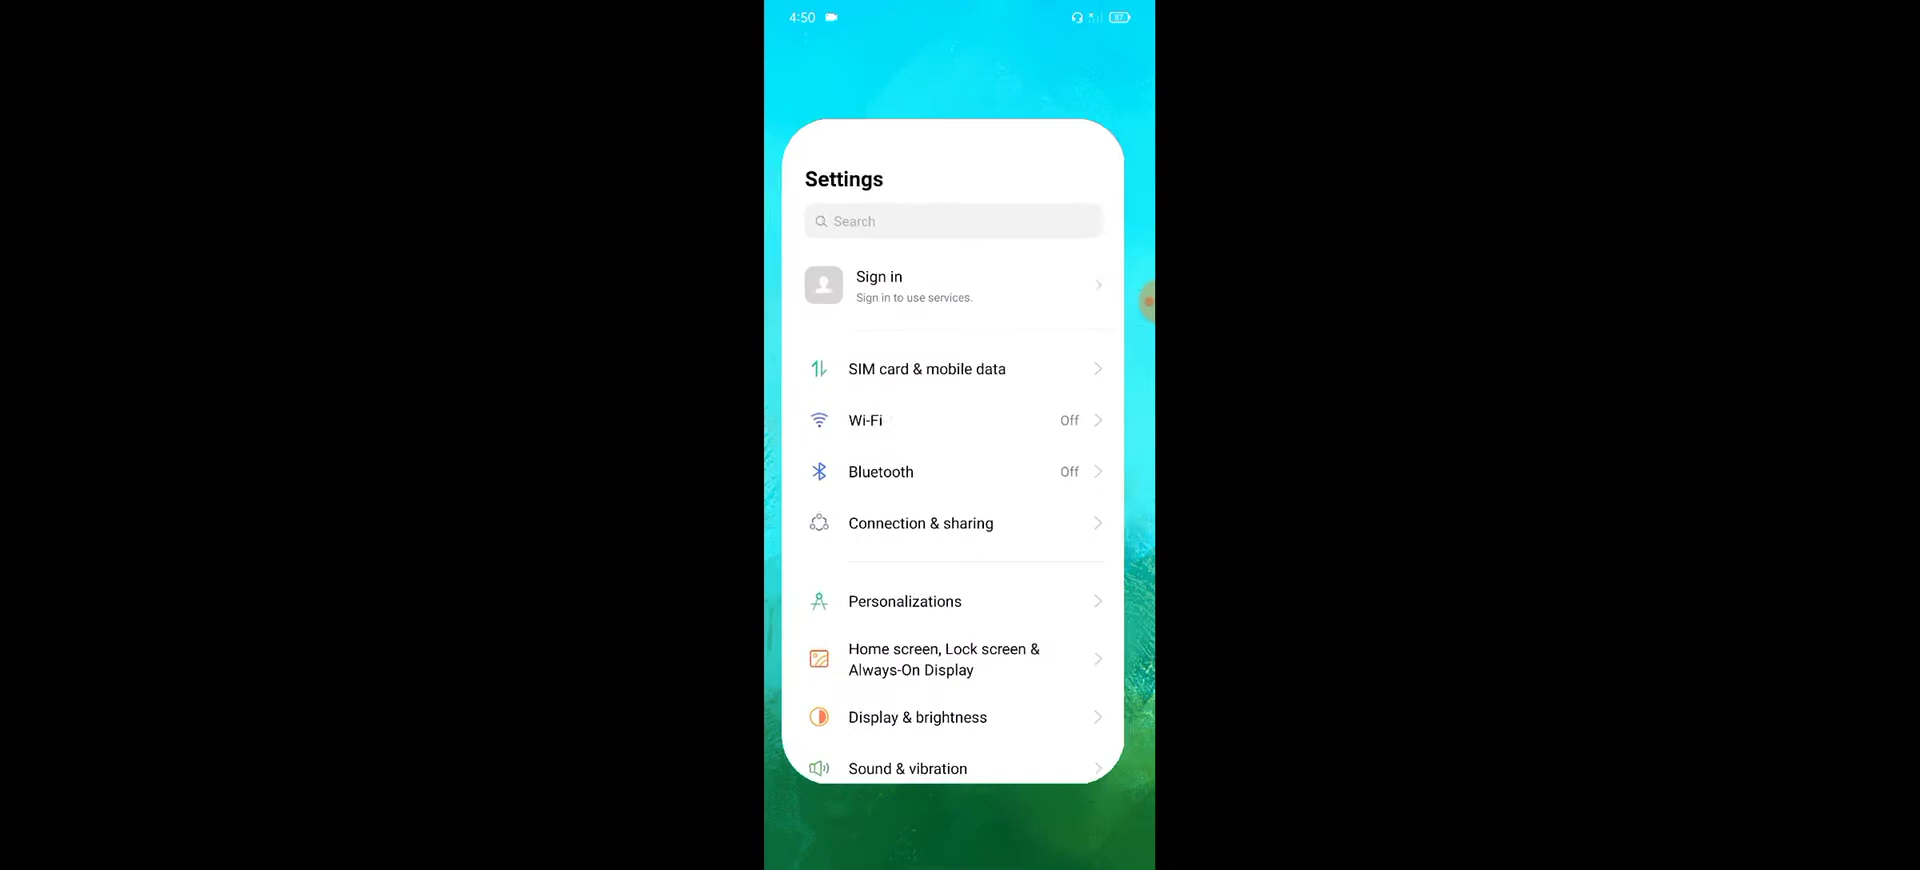 4:50
87
Settings
Search
Sign in
Sign in to use services.
SIM card & mobile data
Wi-Fi
Off
Bluetooth
Off
Connection & sharing
Personalizations
Home screen, Lock screen &
Always-On Display
Display & brightness
Sound & vibration